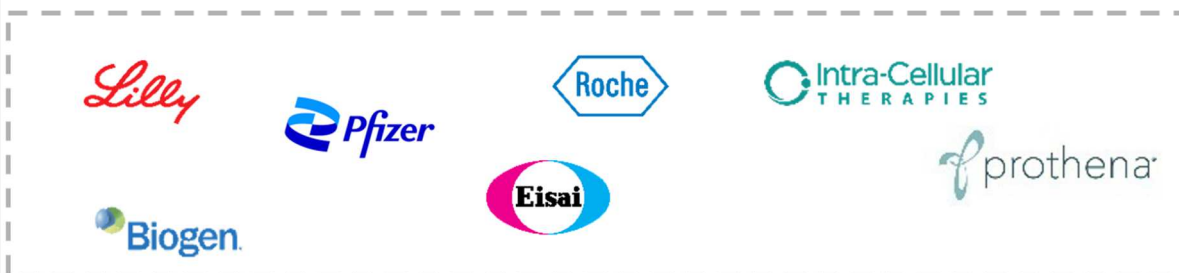 Lilly
Pfizer
Roche
Intra-Cellular
THERAPIES
prothena
Eisai
Biogen.